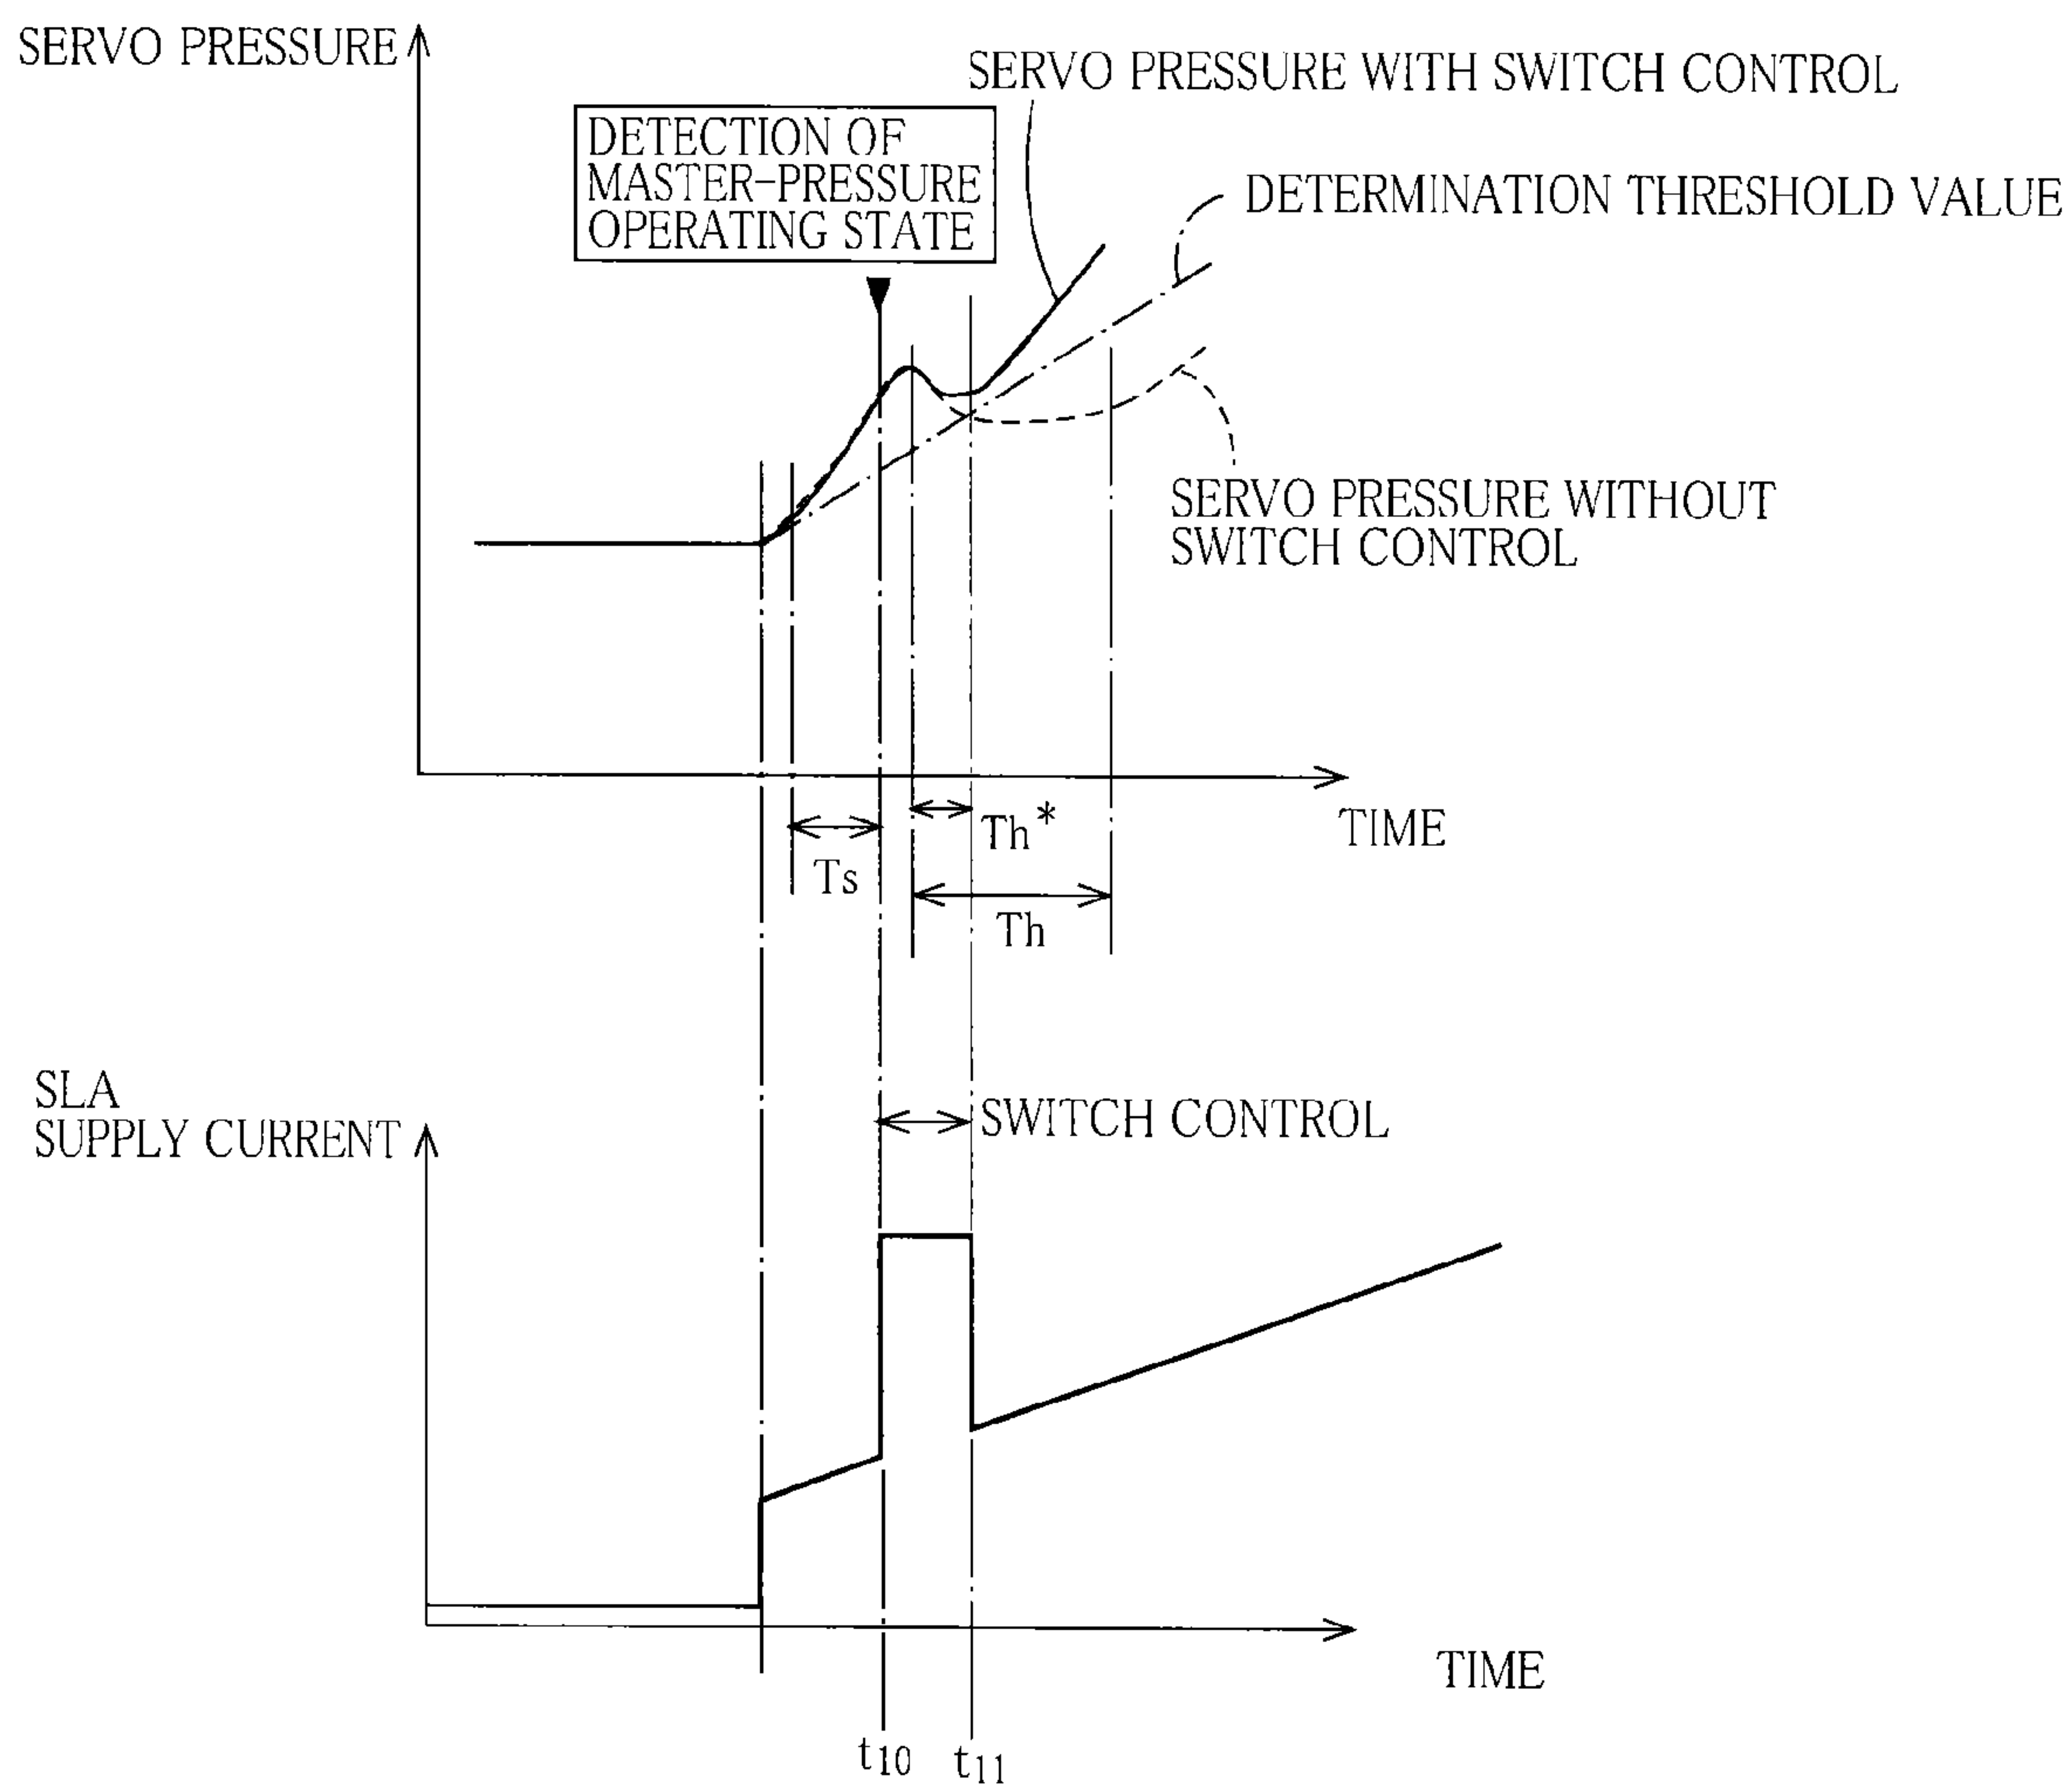 SERVO PRESSURE
SERVO PRESSURE WITH SWITCH CONTROL
DETECTION OF
MASTER-PRESSURE
OPERATING STATE
DETERMINATION THRESHOLD VALUE
SERVO PRESSURE WITHOUT
SWITCH CONTROL
TIME
Th*
Ts
Th
SLA
SUPPLY CURRENT
SWITCH CONTROL
TIME
t10
t11